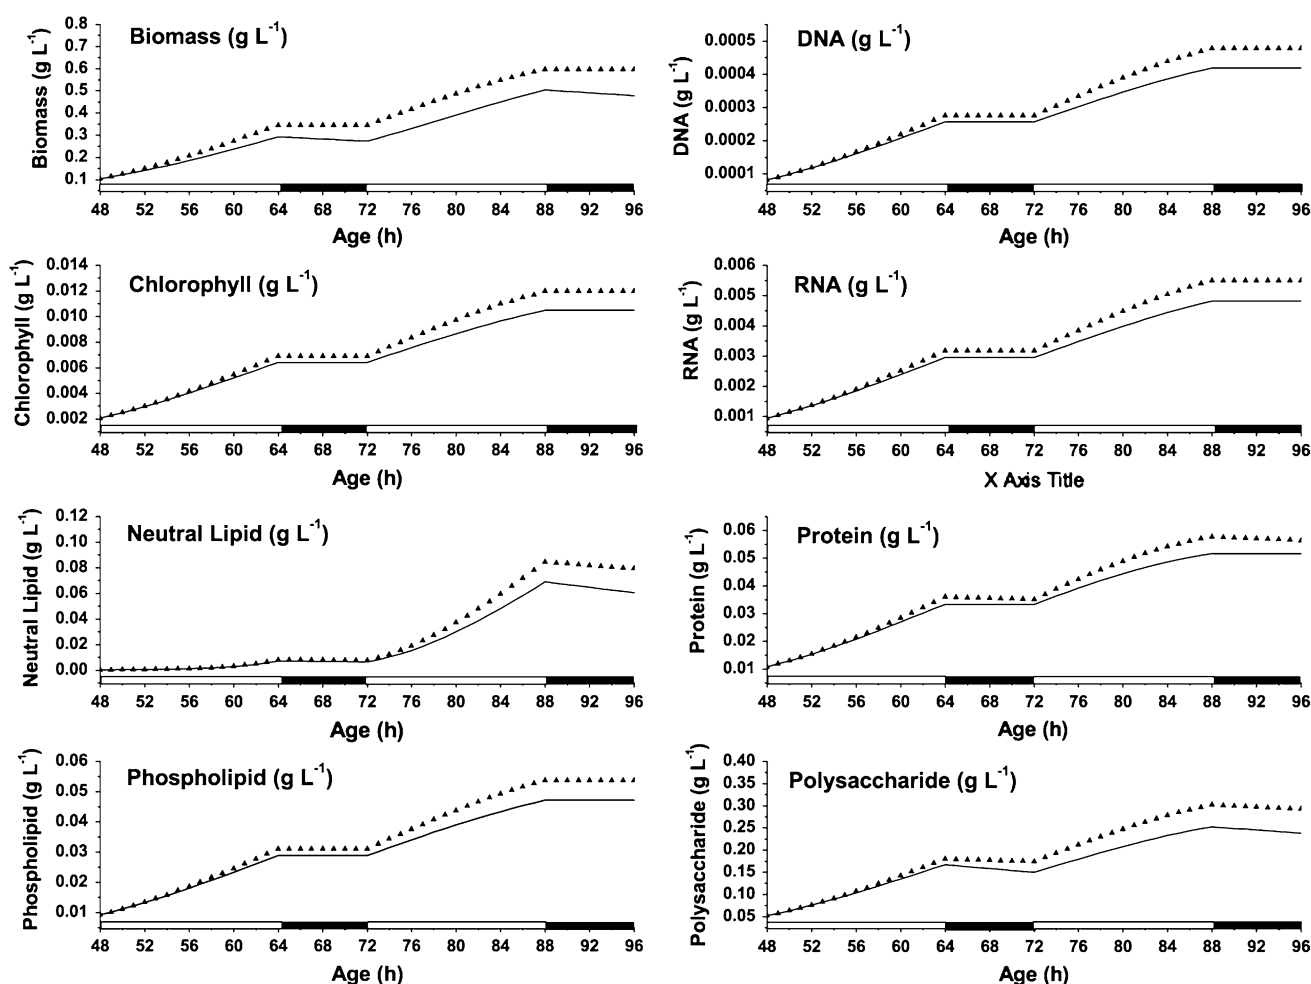 Biomass (g L-1)
Biomass (g L-1)
0.8
0.7
0.6
0.5
0.4
0.3
0.2
0.1
48 52 56 60 64 68 72 76 80 84 88 92 96
Age (h)
DNA (g L-1)
DNA (g L-1)
0.0005
0.0004
0.0003
0.0002
0.0001
48 52 56 60 64 68 72 76 80 84 88 92 96
Age (h)
Chlorophyll (g L-1)
Chlorophyll (g L-1)
0.014
0.012
0.010
0.008
0.006
0.004
0.002
48 52 56 60 64 68 72 76 80 84 88 92 96
Age (h)
RNA (g L-1)
RNA (g L-1)
0.006
0.005
0.004
0.003
0.002
0.001
48 52 56 60 64 68 72 76 80 84 88 92 96
X Axis Title
Neutral Lipid (g L-1)
Neutral Lipid (g L-1)
0.12
0.10
0.08
0.06
0.04
0.02
0.00
48 52 56 60 64 68 72 76 80 84 88 92 96
Age (h)
Protein (g L-1)
Protein (g L-1)
0.06
0.05
0.04
0.03
0.02
0.01
48 52 56 60 64 68 72 76 80 84 88 92 96
Age (h)
Phospholipid (g L-1)
Phospholipid (g L-1)
0.06
0.05
0.04
0.03
0.02
0.01
48 52 56 60 64 68 72 76 80 84 88 92 96
Age (h)
Polysaccharide (g L-1)
Polysaccharide (g L-1)
0.40
0.35
0.30
0.25
0.20
0.15
0.10
0.05
48 52 56 60 64 68 72 76 80 84 88 92 96
Age (h)